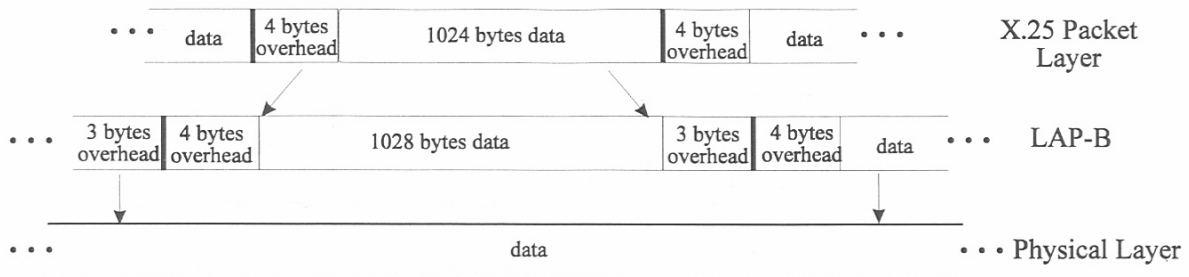 ••• data 4 bytes overhead 1024 bytes data 4 bytes overhead data ••• X.25 Packet Layer
••• 3 bytes overhead 4 bytes overhead 1028 bytes data 3 bytes overhead 4 bytes overhead data ••• LAP-B
••• data ••• Physical Layer